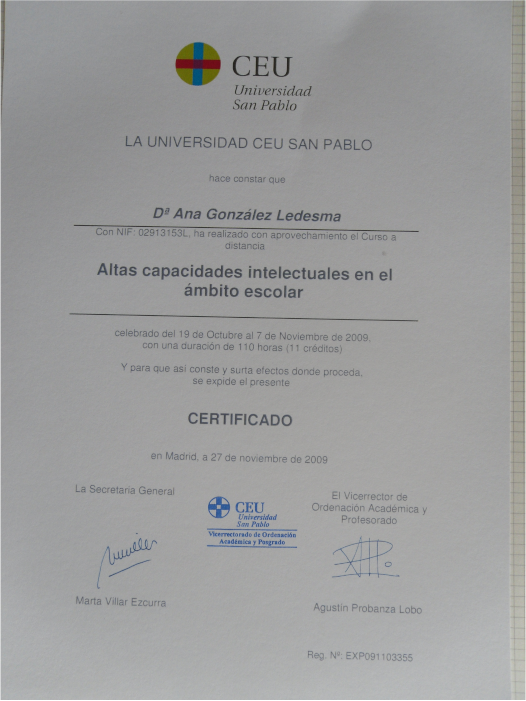 CEU
Universidad
San Pablo
LA UNIVERSIDAD CEU SAN PABLO
hace constar que
Dª Ana González Ledesma
Con NIF: 02913153L, ha realizado con aprovechamiento el Curso a
distancia
Altas capacidades intelectuales en el
ámbito escolar
celebrado del 19 de Octubre al 7 de Noviembre de 2009,
con una duración de 110 horas (11 créditos)
Y para que así conste y surta efectos donde proceda,
se expide el presente
CERTIFICADO
en Madrid, a 27 de noviembre de 2009
La Secretaria General
El Vicerrector de
Ordenación Académica y
Profesorado
CEU
Universidad
San Pablo
Vicerrectorado de Ordenación
Académica y Posgrado
Marta Villar Ezcurra
Agustín Probanza Lobo
Reg. Nº: EXP091103355